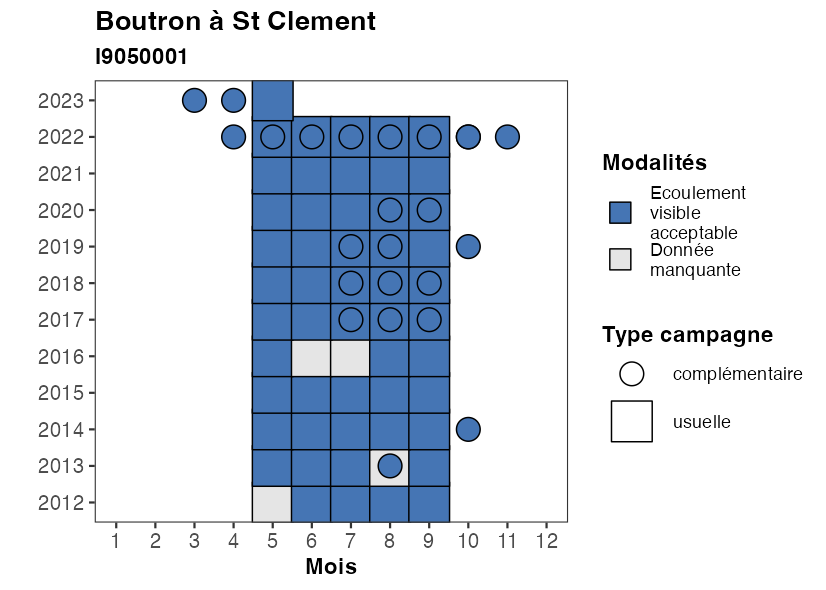 Boutron à St Clement
I9050001
2023
2022
2021
2020
2019
2018
2017
2016
2015
2014
2013
2012
1 2 3 4 5 6 7 8 9 10 11 12
Mois
Modalités
Ecoulement
visible
acceptable
Donnée
manquante
Type campagne
complémentaire
usuelle